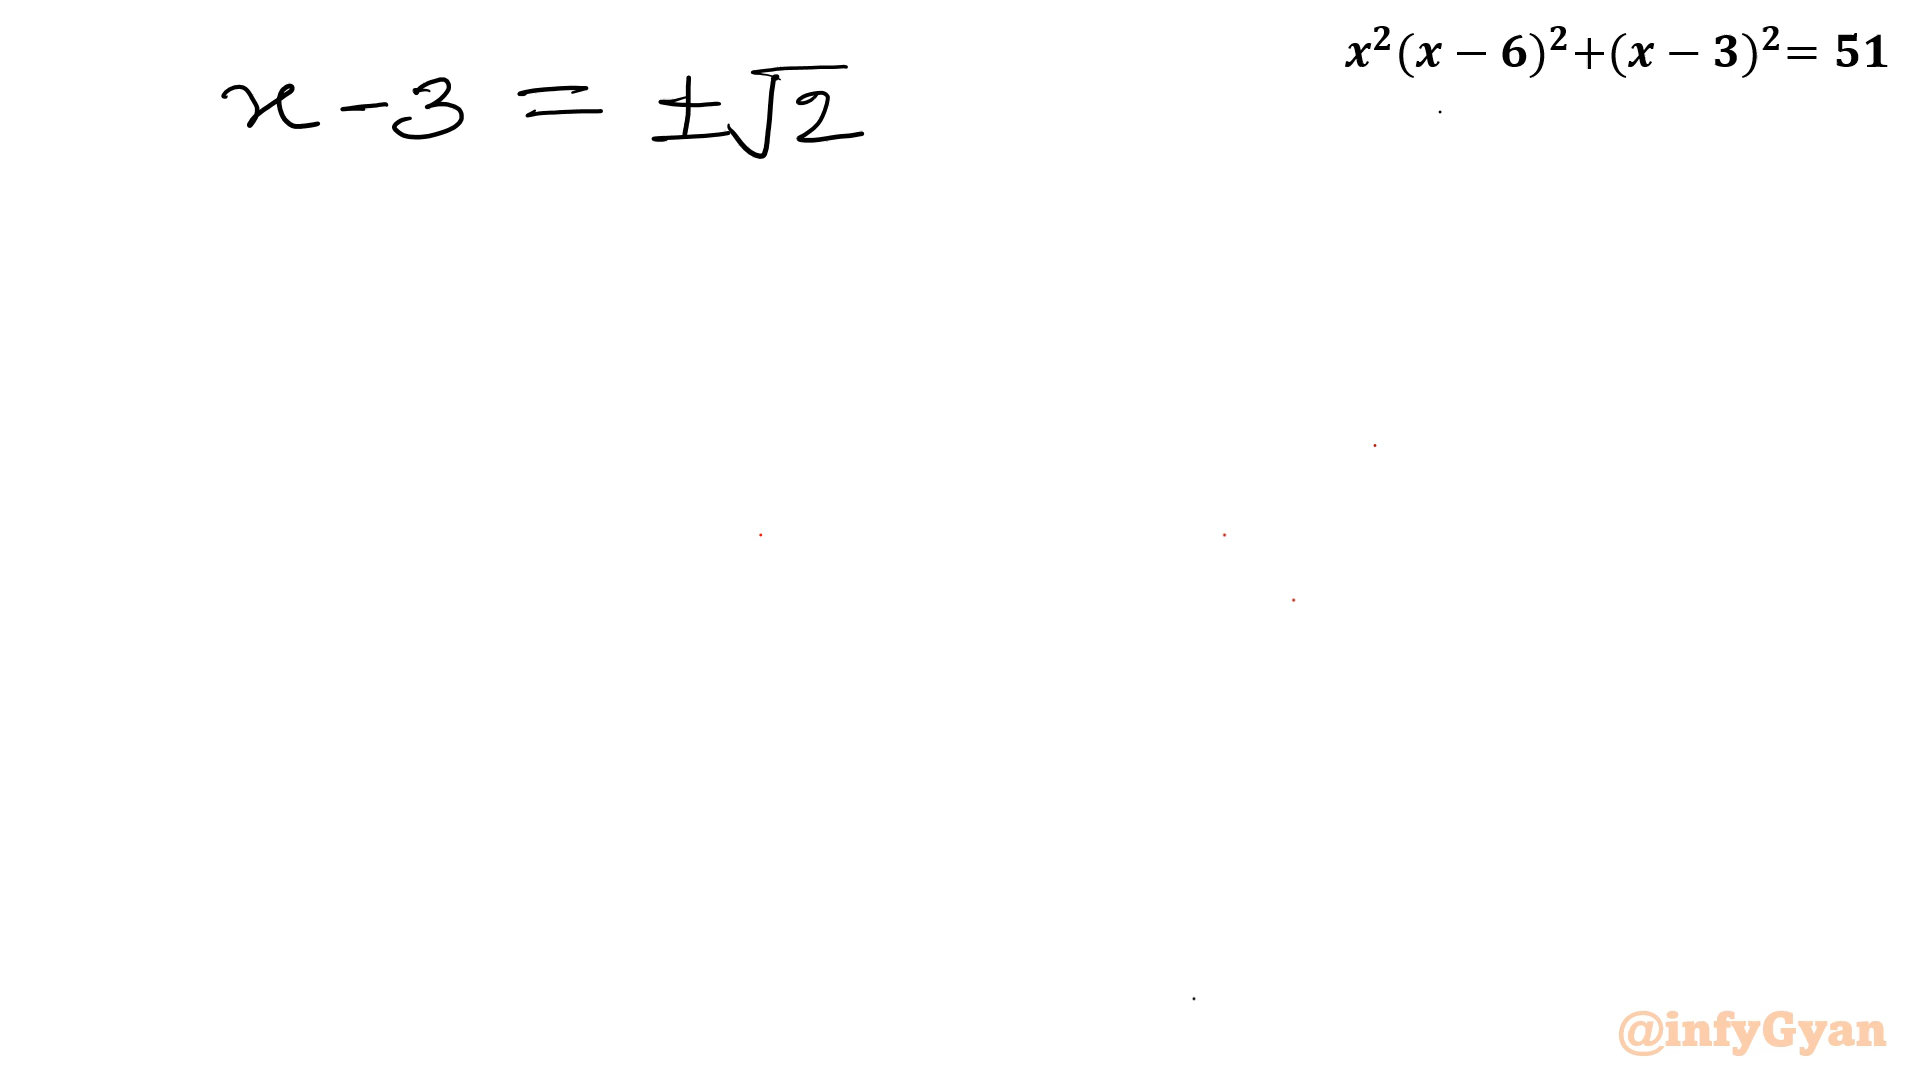 x²(x − 6)²+(x − 3)²= 51
x - 3 = ±√2
@infyGyan